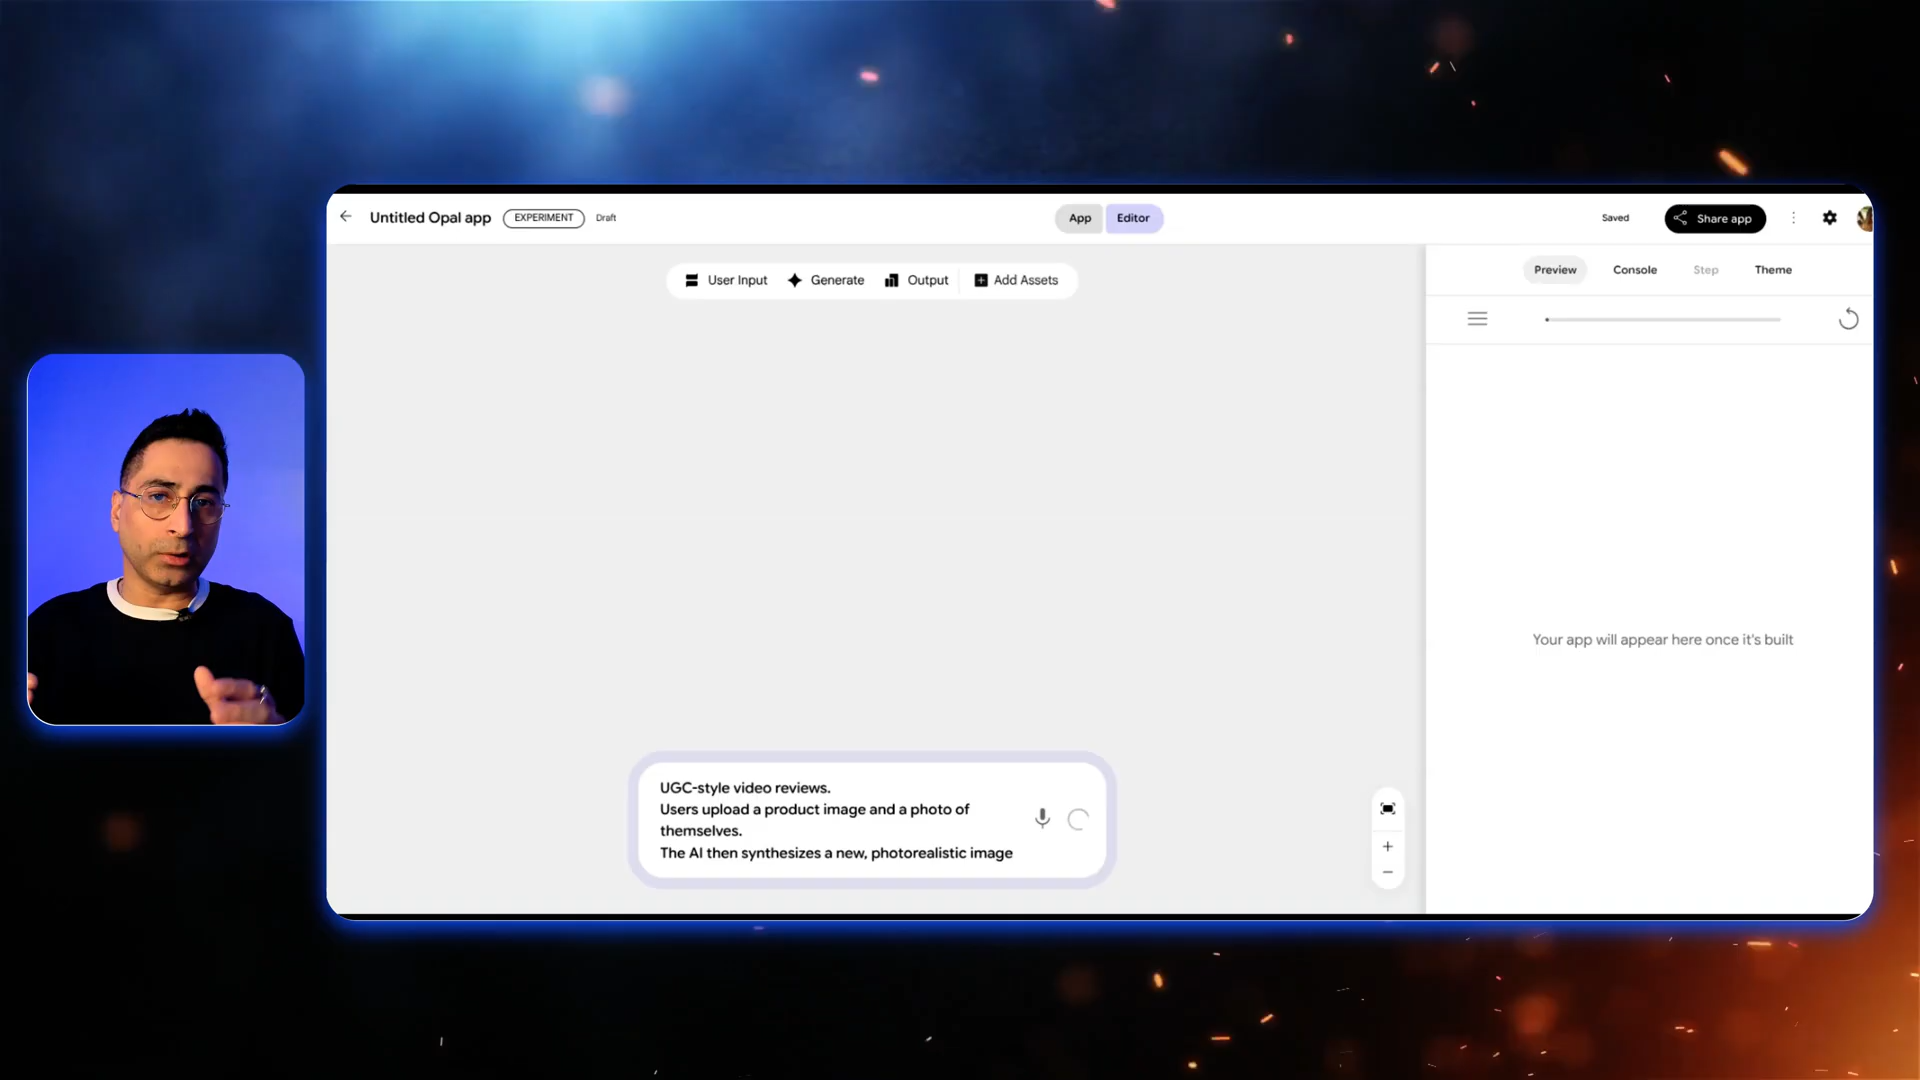 Untitled Opal app
EXPERIMENT
Draft
App
Editor
Saved
Share app
User Input
Generate
Output
Add Assets
Preview
Console
Step
Theme
Your app will appear here once it's built
UGC-style video reviews.
Users upload a product image and a photo of
themselves.
The AI then synthesizes a new, photorealistic image